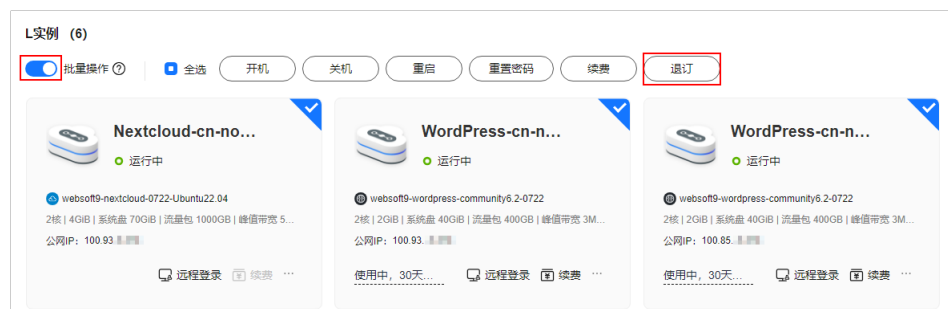 L实例 (6)
批量操作 全选 开机 关机 重启 重置密码 续费 退订
Nextcloud-cn-no... WordPress-cn-n... WordPress-cn-n...
运行中 运行中 运行中
websoft9-nextcloud-0722-Ubuntu22.04 websoft9-wordpress-community6.2-0722 websoft9-wordpress-community6.2-0722
2核 | 4GiB | 系统盘 70GiB | 流量包 1000GB | 峰值带宽 5... 2核 | 2GiB | 系统盘 40GiB | 流量包 400GB | 峰值带宽 3M... 2核 | 2GiB | 系统盘 40GiB | 流量包 400GB | 峰值带宽 3M...
公网IP: 100.93. 公网IP: 100.93. 公网IP: 100.85.
远程登录 续费 ... 使用中，30天... 远程登录 续费 ... 使用中，30天... 远程登录 续费 ...